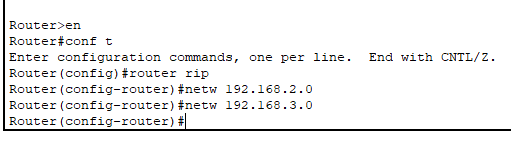 Router>en
Router#conf t
Enter configuration commands, one per line.  End with CNTL/Z.
Router(config)#router rip
Router(config-router)#netw 192.168.2.0
Router(config-router)#netw 192.168.3.0
Router(config-router)#